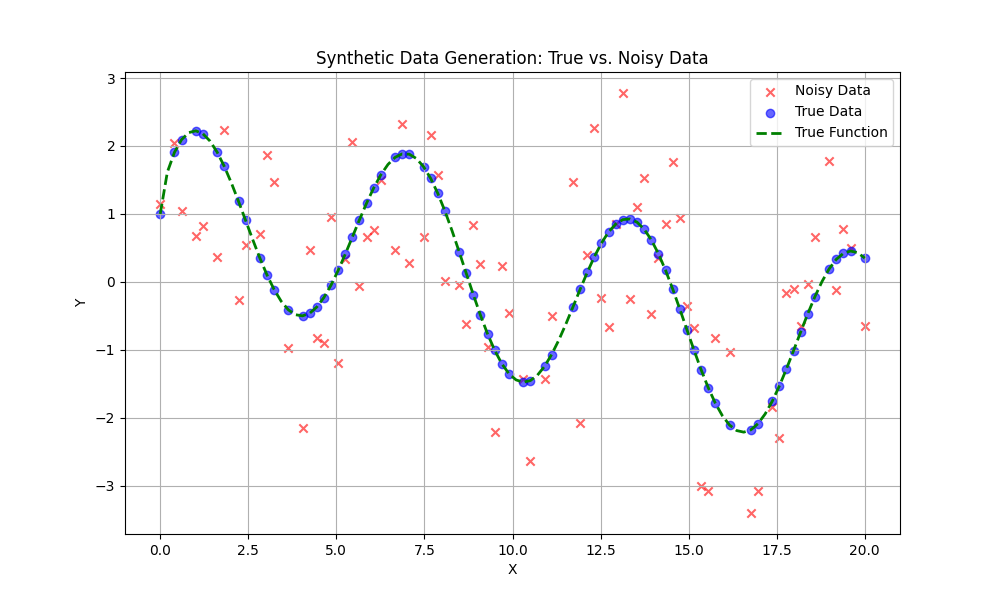 Synthetic Data Generation: True vs. Noisy Data
Noisy Data
True Data
True Function
3
2
1
0
−1
−2
−3
Y
0.0 2.5 5.0 7.5 10.0 12.5 15.0 17.5 20.0
X